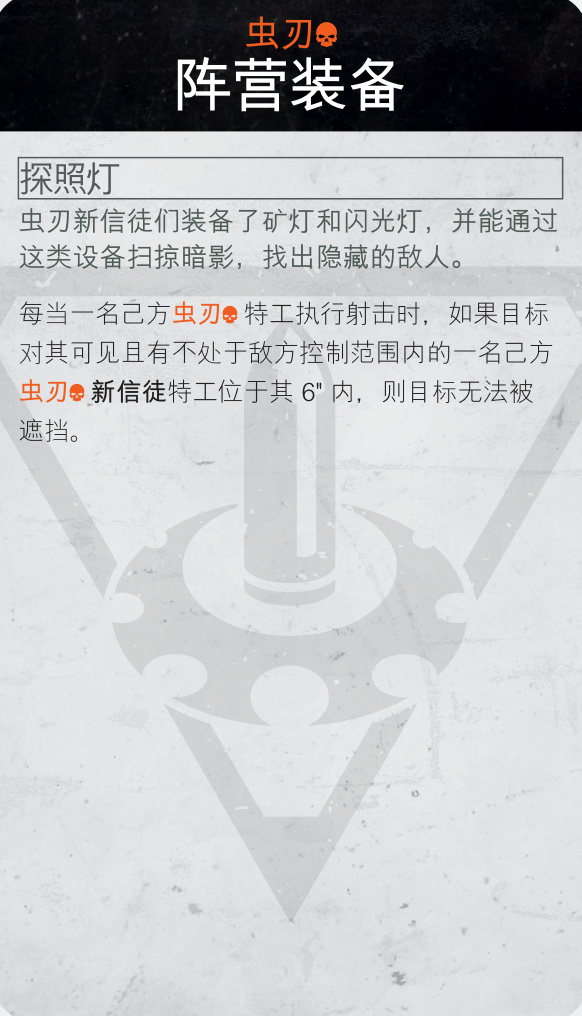 虫刃
阵营装备
探照灯
虫刃新信徒们装备了矿灯和闪光灯，并能通过
这类设备扫掠暗影，找出隐藏的敌人。
每当一名己方虫刃 特工执行射击时，如果目标
对其可见且有不处于敌方控制范围内的一名己方
虫刃 新信徒特工位于其 6" 内，则目标无法被
遮挡。